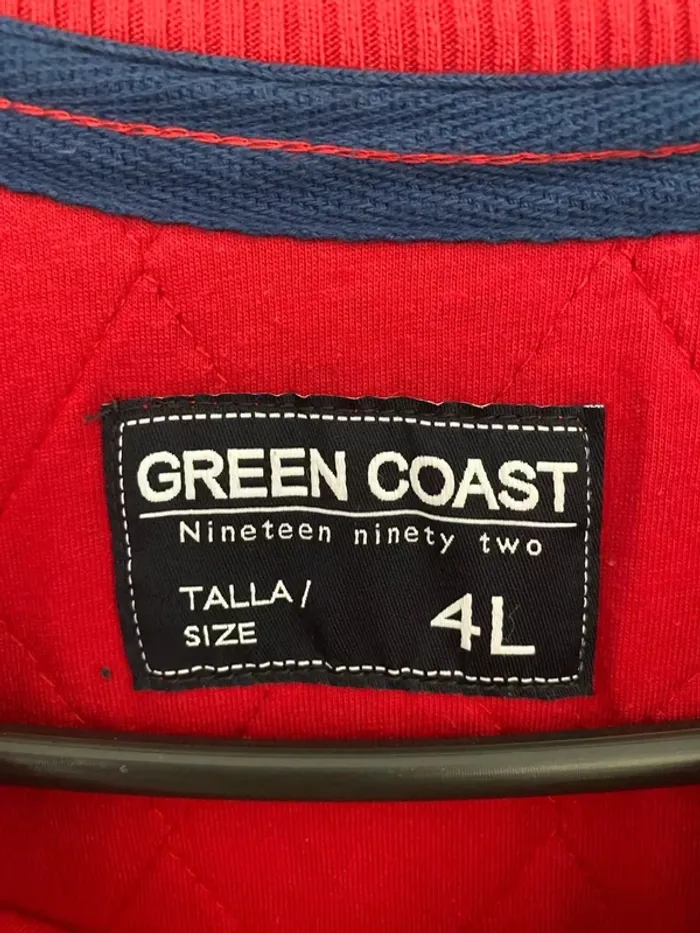 GREEN COAST
Nineteen ninety two
TALLA/
SIZE
4L